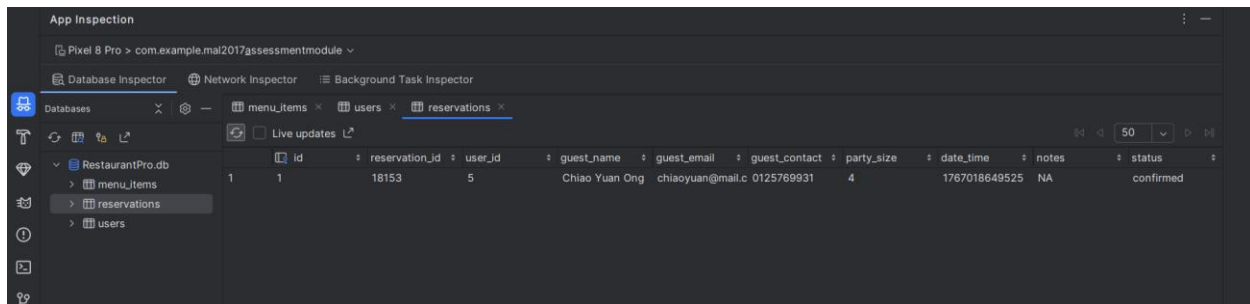 App Inspection
Pixel 8 Pro > com.example.mal2017assessmentmodule
Database Inspector Network Inspector Background Task Inspector
Databases menu_items users reservations
Live updates 50
RestaurantPro.db
menu_items
reservations
users
id reservation_id user_id guest_name guest_email guest_contact party_size date_time notes status
1 1 18153 5 Chiao Yuan Ong chiaoyuan@mail.c 0125769931 4 1767018649525 NA confirmed